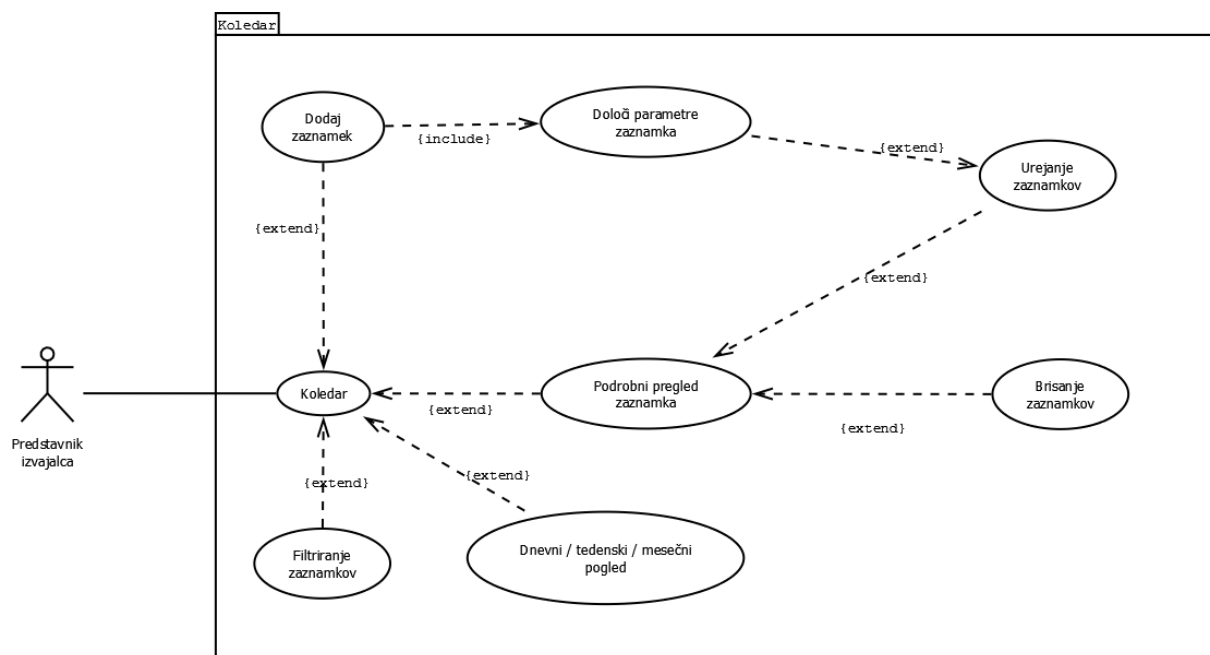 Koledar
Dodaj
zaznamek
{include}
Določi parametre
zaznamka
{extend}
Urejanje
zaznamkov
{extend}
{extend}
Predstavnik
izvajalca
Koledar
{extend}
Podrobni pregled
zaznamka
{extend}
Brisanje
zaznamkov
{extend}
{extend}
Filtriranje
zaznamkov
Dnevni / tedenski / mesečni
pogled